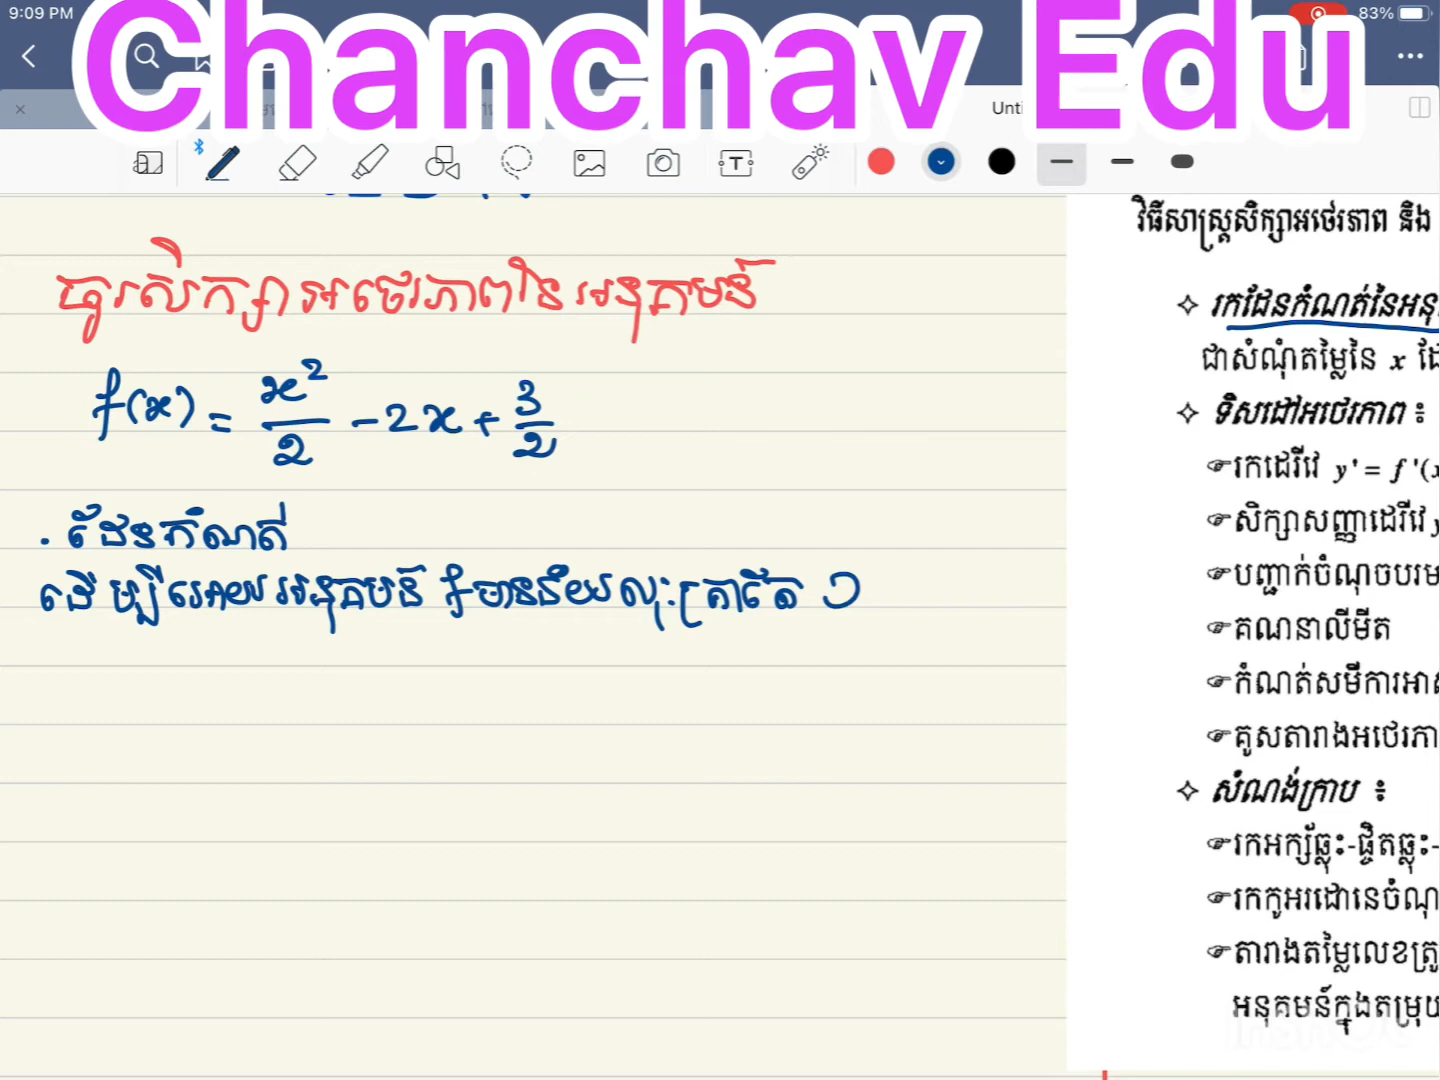 9:09 PM
83%
Chanchav Edu
Unti
ចូរសិក្សាអថេរភាពនៃអនុគមន៍
f(x) = x²/2 - 2x + 3/2
. ដែនកំណត់
ដើម្បីអោយអនុគមន៍ f មានន័យលុះត្រាតែ
វិធីសាស្ត្រសិក្សាអថេរភាព និង
✧ រកដែនកំណត់នៃអនុ
ជាសំណុំតម្លៃនៃ x ដែ
✧ ទិសដៅអថេរភាព ៖
☞រកដេរីវេ y' = f '(x
☞សិក្សាសញ្ញាដេរីវេ y
☞បញ្ជាក់ចំណុចបរម
☞គណនាលីមីត
☞កំណត់សមីការអាស
☞គូសតារាងអថេរភា
✧ សំណង់ក្រាប ៖
☞រកអក្ស័ឆ្លុះ-ផ្ចិតឆ្លុះ-
☞រកកូអរដោនេចំណុ
☞តារាងតម្លៃលេខត្រូ
អនុគមន៍ក្នុងតម្រុយ